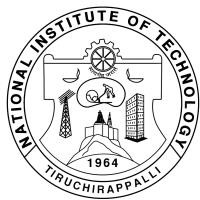 NATIONAL INSTITUTE OF TECHNOLOGY
1964
TIRUCHIRAPPALLI